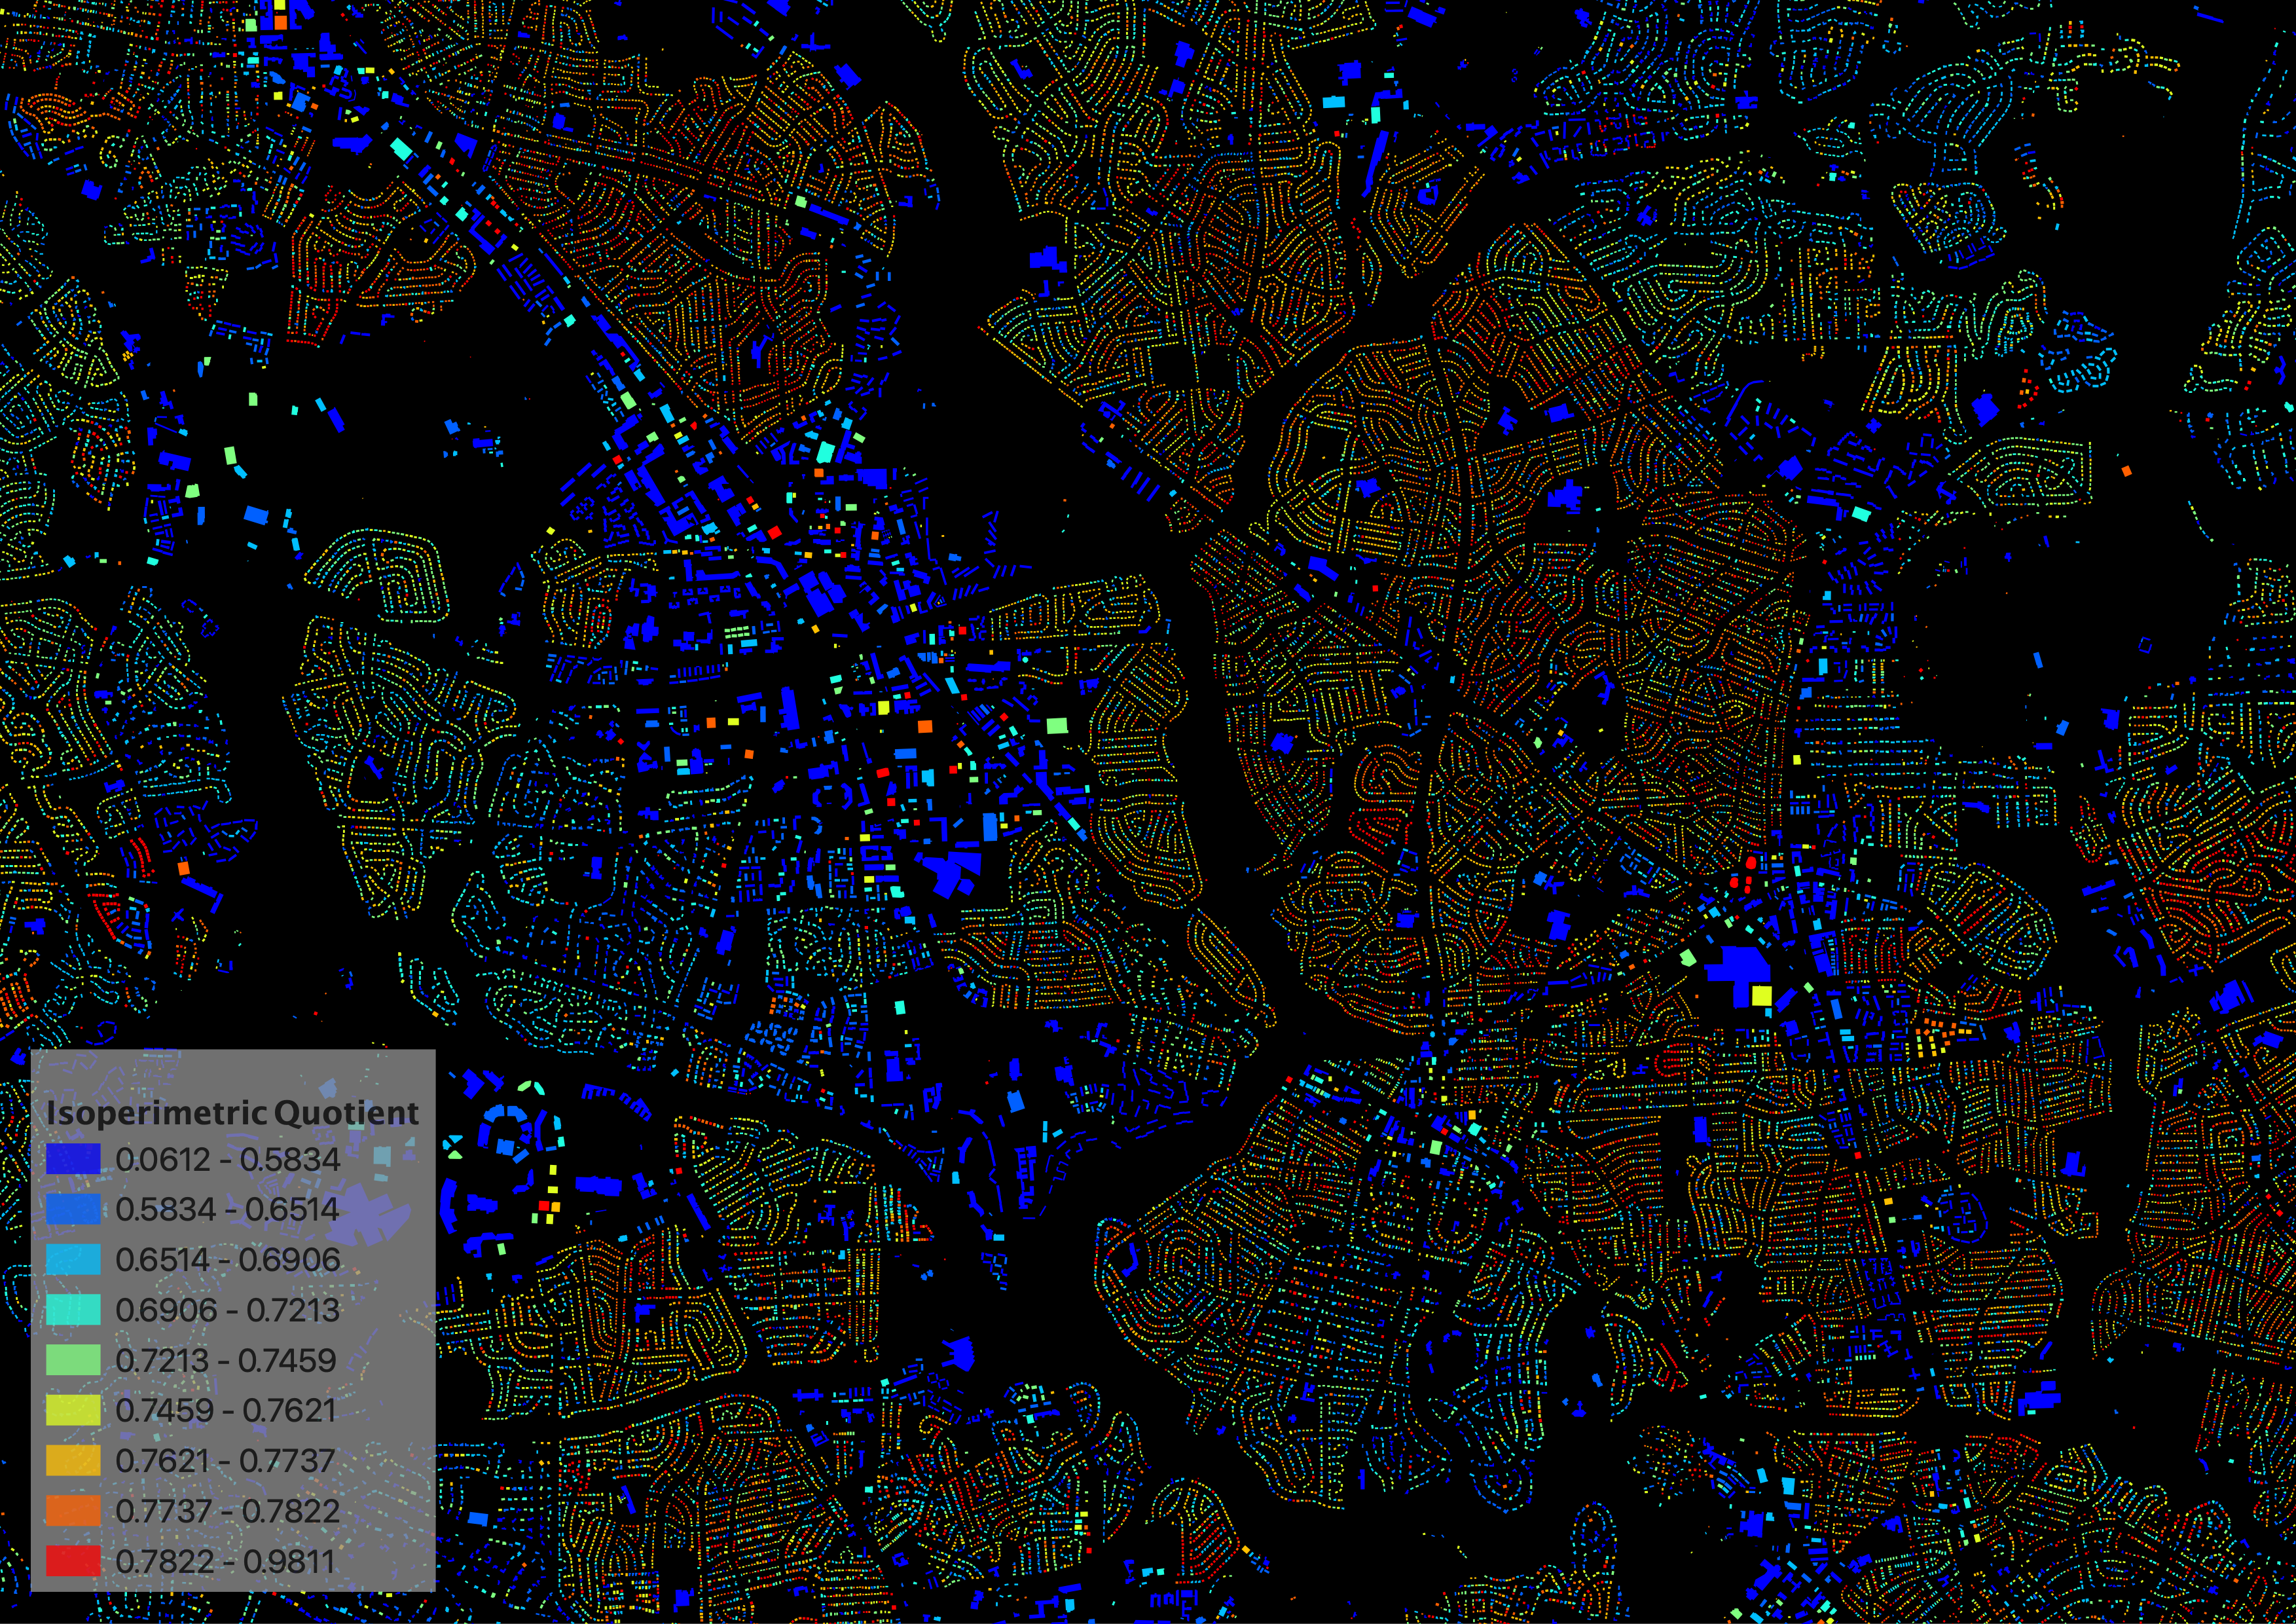 Isoperimetric Quotient
0.0612 - 0.5834
0.5834 - 0.6514
0.6514 - 0.6906
0.6906 - 0.7213
0.7213 - 0.7459
0.7459 - 0.7621
0.7621 - 0.7737
0.7737 - 0.7822
0.7822 - 0.9811